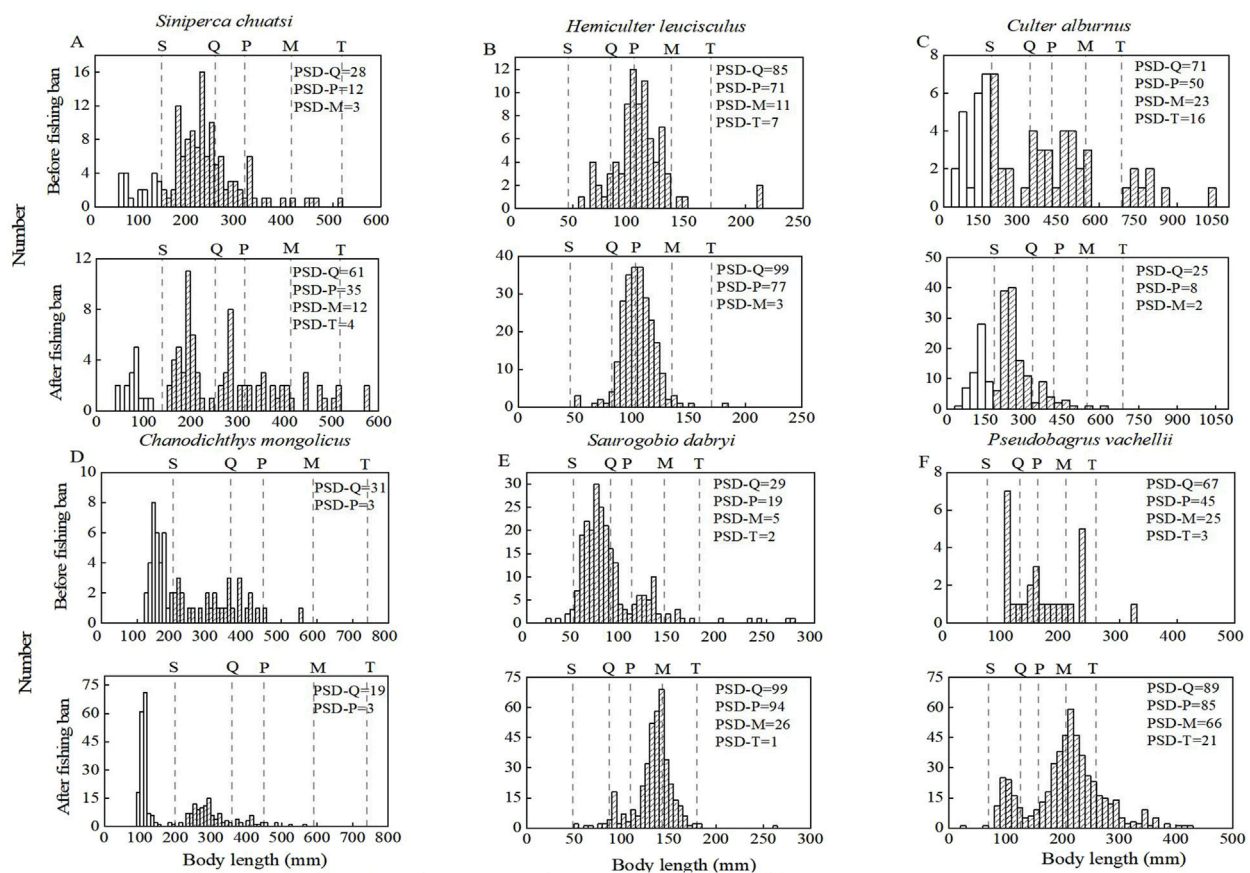 Siniperca chuatsi
Hemiculter leucisculus
Culter alburnus
A
S Q P M T
PSD-Q=28
PSD-P=12
PSD-M=3
16
12
8
4
0
0 100 200 300 400 500 600
Before fishing ban
B
S Q P M T
PSD-Q=85
PSD-P=71
PSD-M=11
PSD-T=7
12
10
8
6
4
2
0
0 50 100 150 200 250
C
S Q P M T
PSD-Q=71
PSD-P=50
PSD-M=23
PSD-T=16
8
6
4
2
0
0 150 300 450 600 750 900 1050
Number
S Q P M T
PSD-Q=61
PSD-P=35
PSD-M=12
PSD-T=4
12
8
4
0
0 100 200 300 400 500 600
After fishing ban
S Q P M T
PSD-Q=99
PSD-P=77
PSD-M=3
40
30
20
10
0
0 50 100 150 200 250
S Q P M T
PSD-Q=25
PSD-P=8
PSD-M=2
50
40
30
20
10
0
0 150 300 450 600 750 900 1050
Chanodichthys mongolicus
Saurogobio dabryi
Pseudobagrus vachellii
D
S Q P M T
PSD-Q=31
PSD-P=3
10
8
6
4
2
0
0 100 200 300 400 500 600 700 800
Before fishing ban
E
S Q P M T
PSD-Q=29
PSD-P=19
PSD-M=5
PSD-T=2
30
25
20
15
10
5
0
0 50 100 150 200 250 300
F
S Q P M T
PSD-Q=67
PSD-P=45
PSD-M=25
PSD-T=3
8
6
4
2
0
0 100 200 300 400 500
Number
S Q P M T
PSD-Q=19
PSD-P=3
75
60
45
30
15
0
0 100 200 300 400 500 600 700 800
After fishing ban
Body length (mm)
S Q P M T
PSD-Q=99
PSD-P=94
PSD-M=26
PSD-T=1
75
60
45
30
15
0
0 50 100 150 200 250 300
Body length (mm)
S Q P M T
PSD-Q=89
PSD-P=85
PSD-M=66
PSD-T=21
75
60
45
30
15
0
0 100 200 300 400 500
Body length (mm)